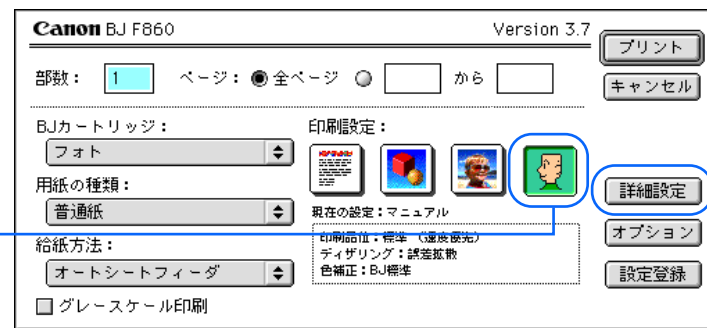 Canon BJ F860 Version 3.7
プリント
部数： 1 ページ： 全ページ から
キャンセル
BJカートリッジ： 印刷設定：
フォト
用紙の種類：
詳細設定
普通紙
現在の設定：マニュアル
オプション
給紙方法：
印刷品位：標準 （速度優先）
ディザリング：誤差拡散
オートシートフィーダ
色補正：BJ標準
設定登録
グレースケール印刷